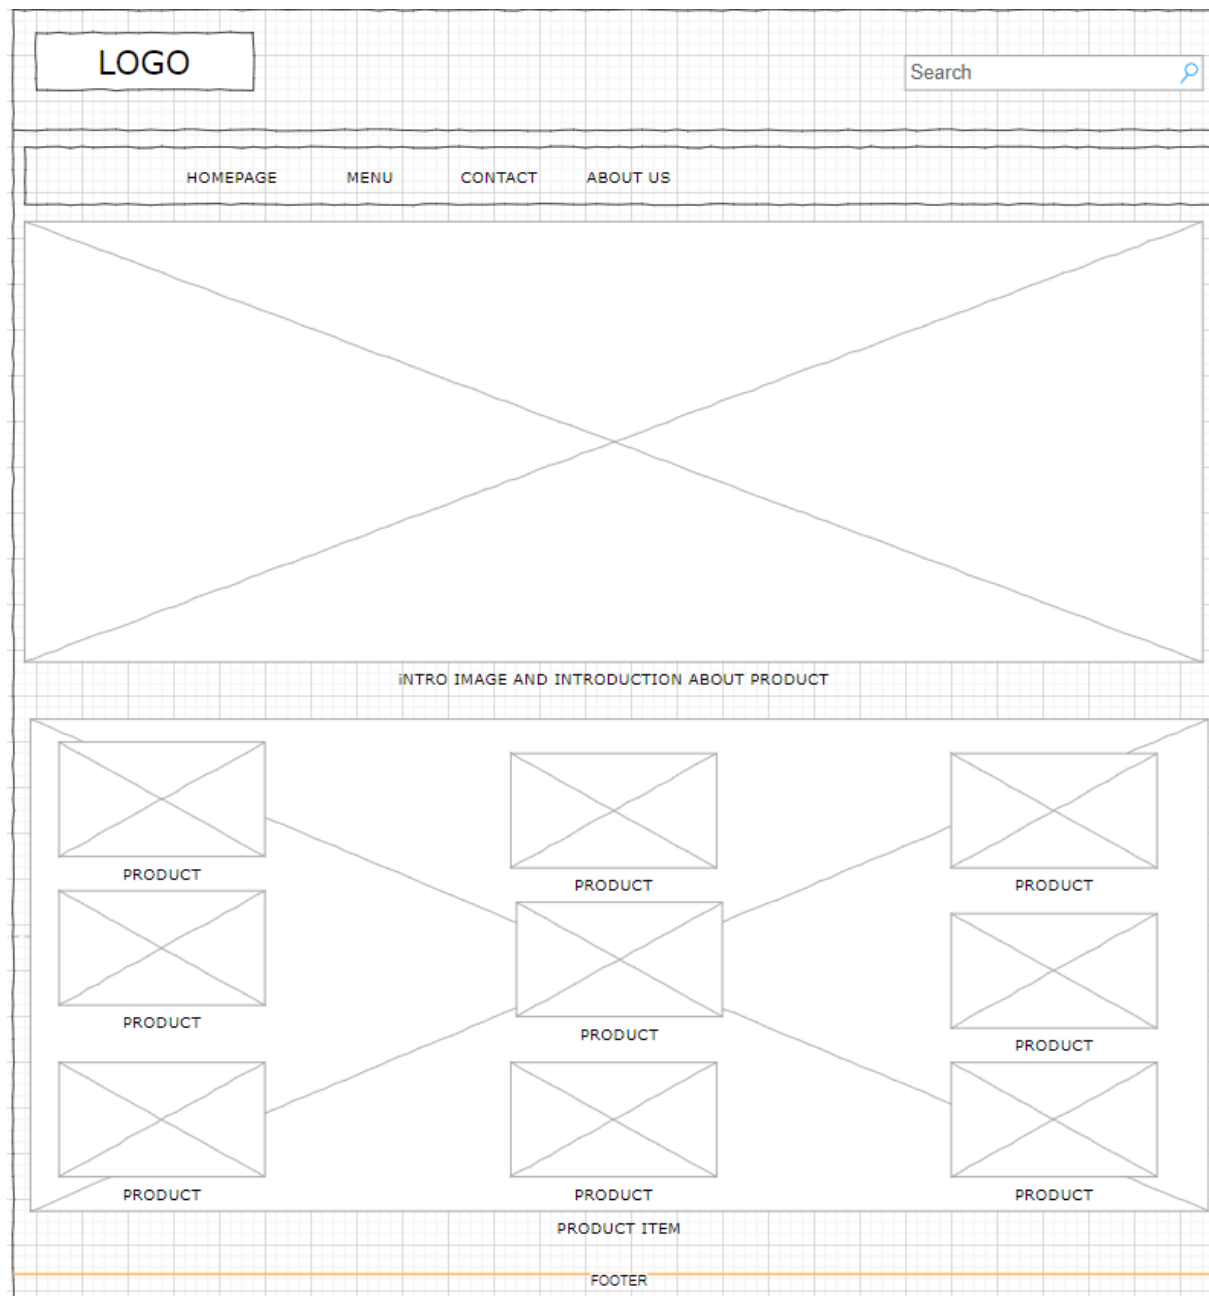 LOGO
Search
HOMEPAGE MENU CONTACT ABOUT US
iNTRO IMAGE AND INTRODUCTION ABOUT PRODUCT
PRODUCT PRODUCT PRODUCT
PRODUCT PRODUCT PRODUCT
PRODUCT PRODUCT PRODUCT
PRODUCT ITEM
FOOTER